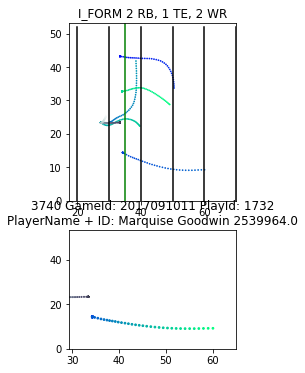 I_FORM 2 RB, 1 TE, 2 WR
50
40
30
20
10
0
20 40 60
3740 GameId: 2017091011 PlayId: 1732
PlayerName + ID: Marquise Goodwin 2539964.0
40
20
0
30 40 50 60